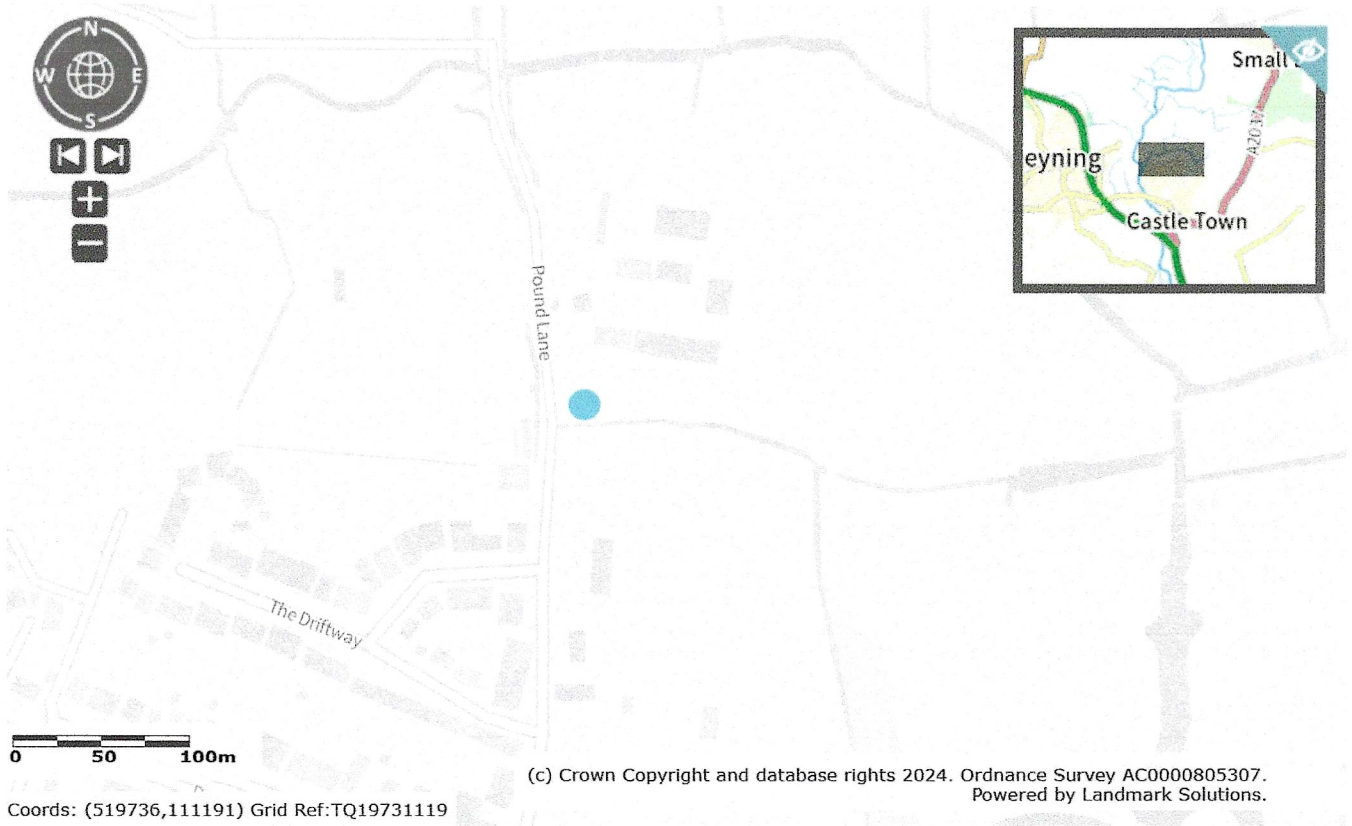 N
W E
S
Small
A2037
eyning
Castle Town
Pound Lane
The Driftway
0 50 100m
(c) Crown Copyright and database rights 2024. Ordnance Survey AC0000805307.
Powered by Landmark Solutions.
Coords: (519736,111191) Grid Ref:TQ19731119